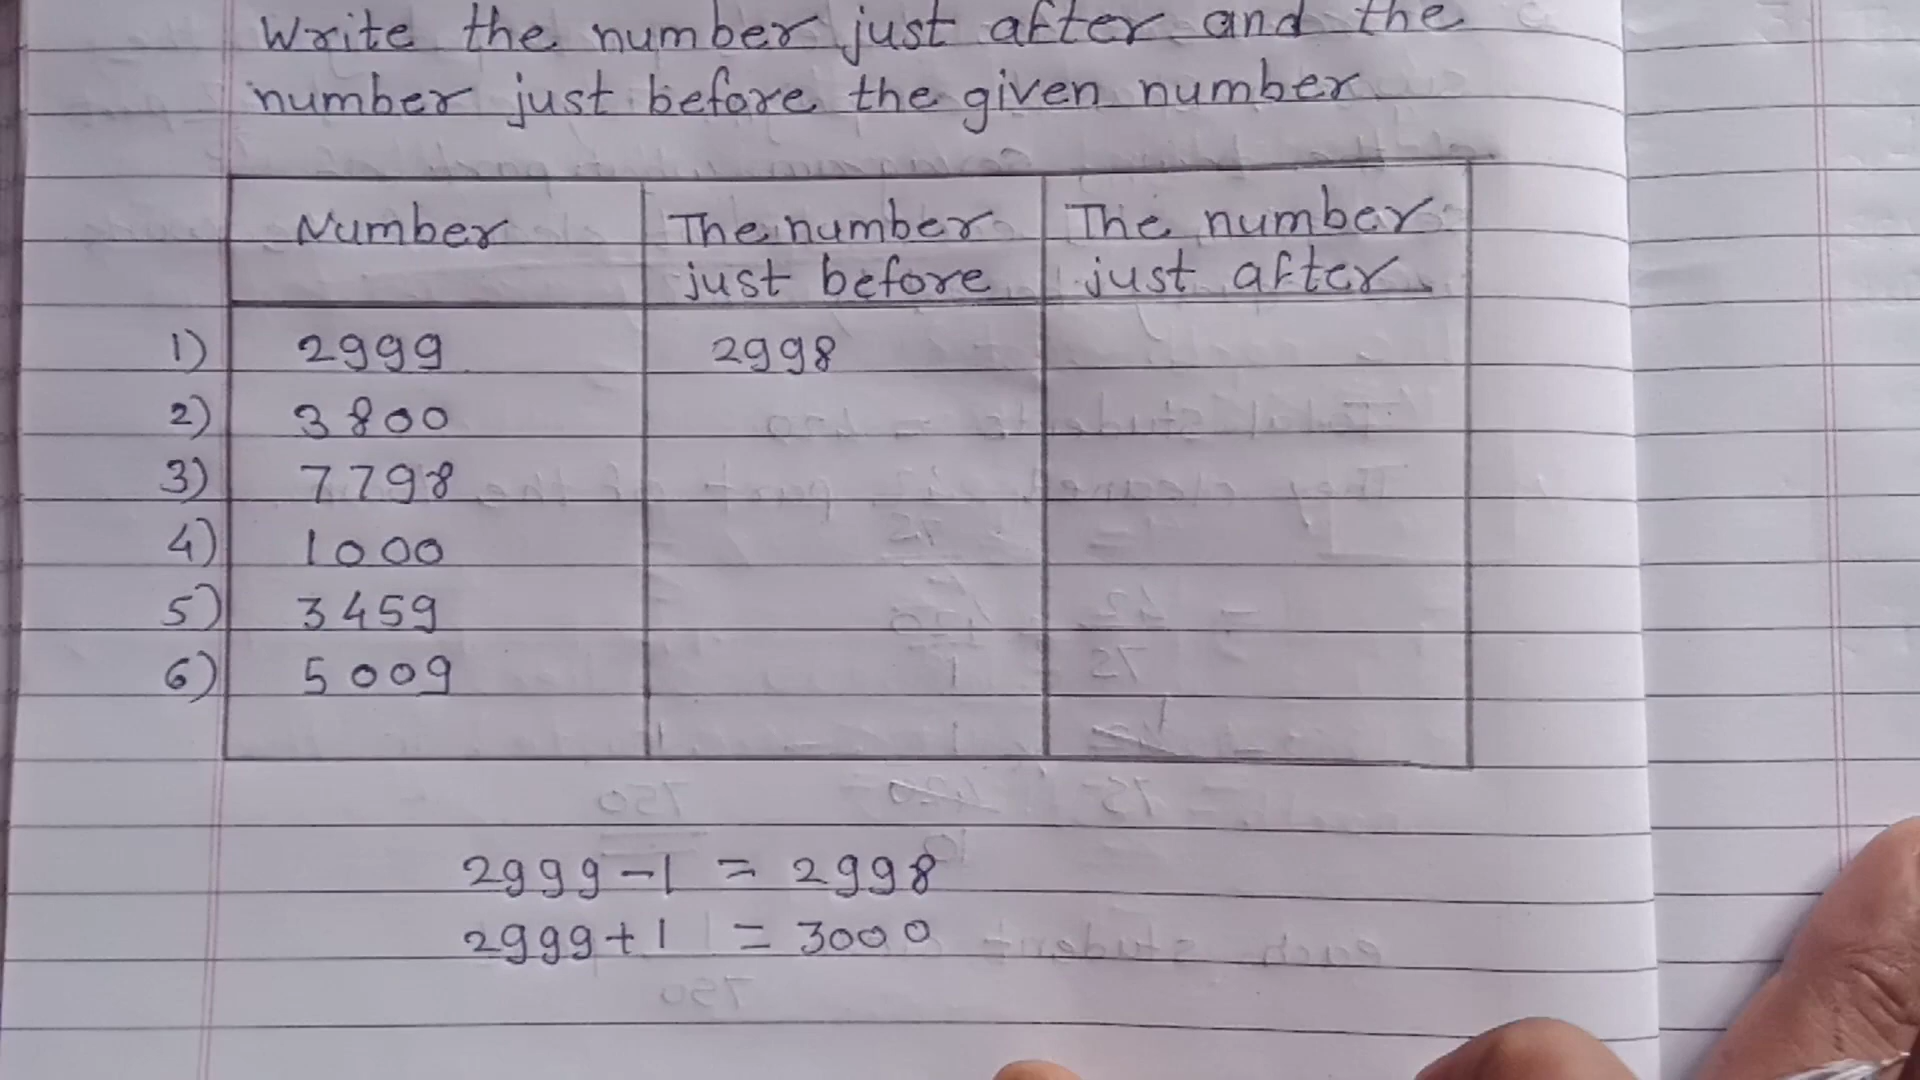 Write the number just after and the
number just before the given number
Number The number just before The number just after
1) 2999 2998
2) 3800
3) 7798
4) 1000
5) 3459
6) 5009
2999-1 = 2998
2999+1 = 3000